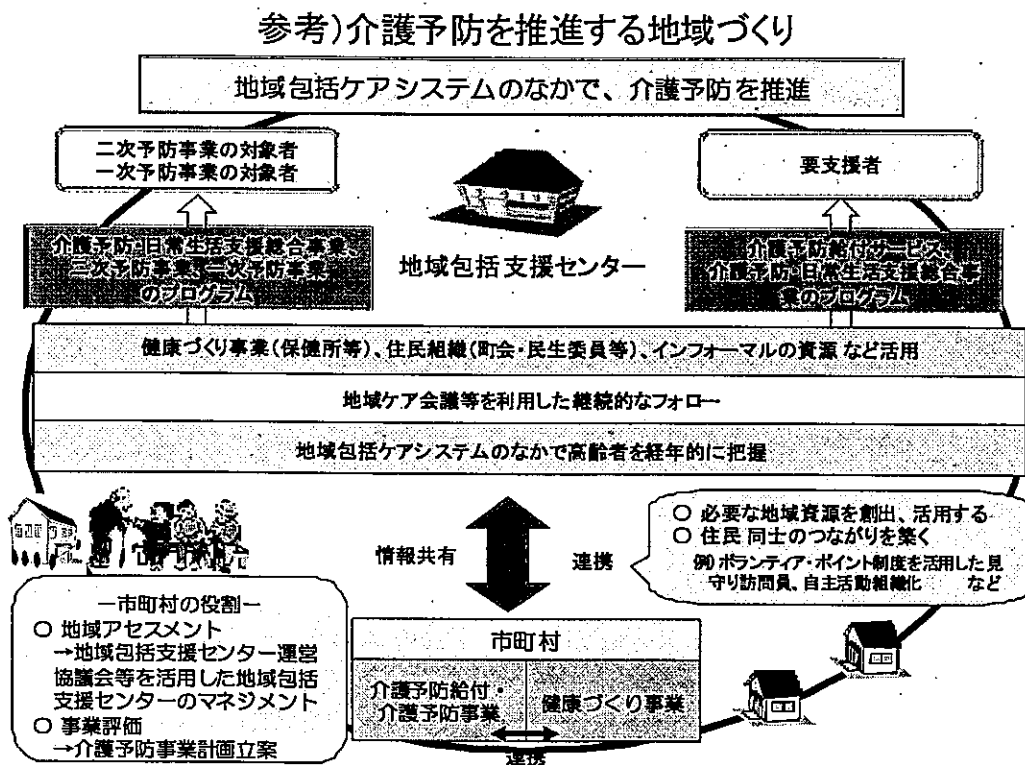 参考)介護予防を推進する地域づくり
地域包括ケアシステムのなかで、介護予防を推進
二次予防事業の対象者
一次予防事業の対象者
要支援者
介護予防・日常生活支援総合事業
二次予防事業
のプログラム
地域包括支援センター
介護予防給付サービス
介護予防・日常生活支援総合事
業のプログラム
健康づくり事業(保健所等)、住民組織(町会・民生委員等)、インフォーマルの資源 など活用
地域ケア会議等を利用した継続的なフォロー
地域包括ケアシステムのなかで高齢者を経年的に把握
情報共有
連携
○ 必要な地域資源を創出、活用する
○ 住民同士のつながりを築く
例)ボランティア・ポイント制度を活用した見
守り訪問員、自主活動組織化 など
―市町村の役割―
○ 地域アセスメント
→地域包括支援センター運営
協議会等を活用した地域包括
支援センターのマネジメント
○ 事業評価
→介護予防事業計画立案
市町村
介護予防給付・
介護予防事業
健康づくり事業
連携